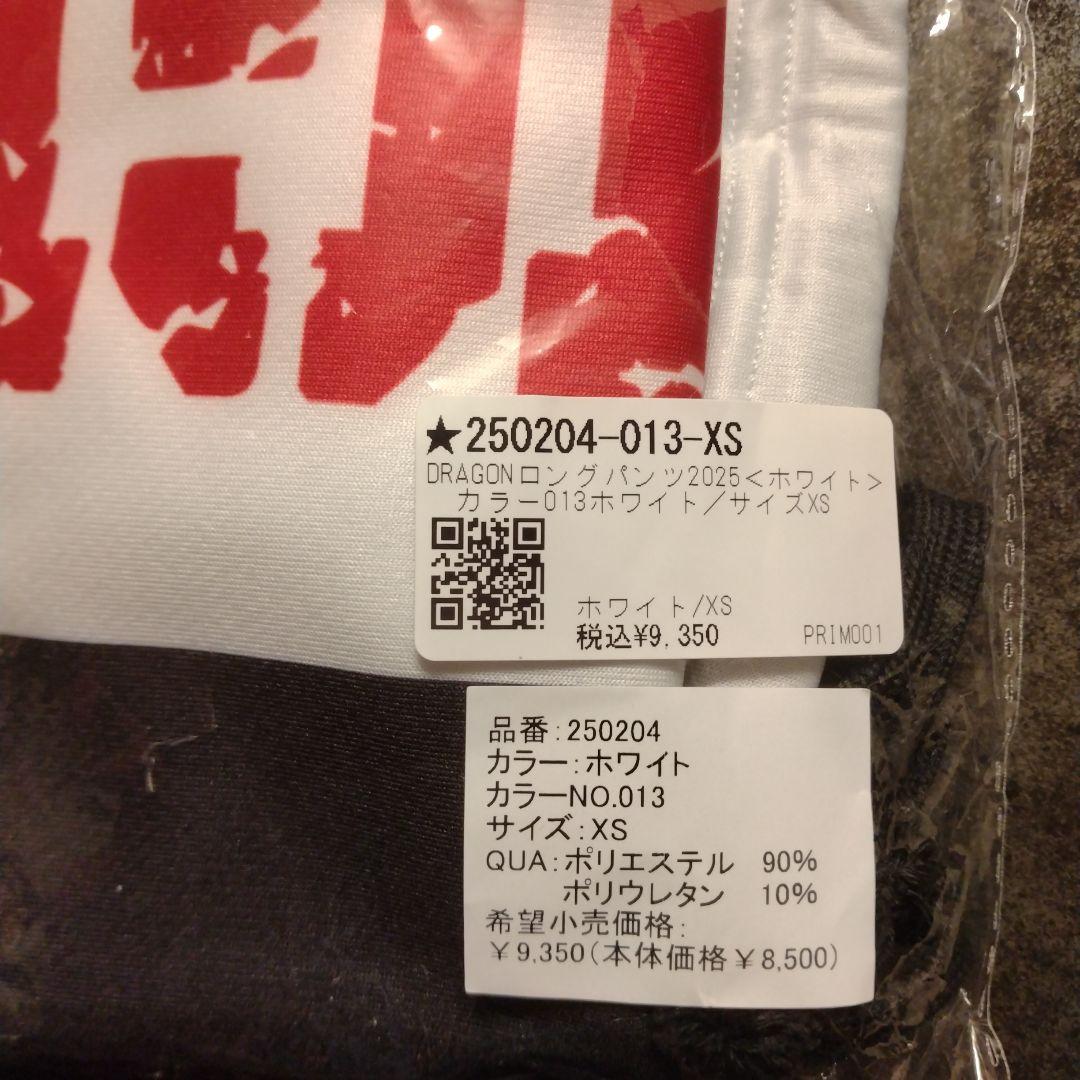 ★250204-013-XS
DRAGONロングパンツ2025<ホワイト>
カラー013ホワイト/サイズXS
ホワイト/XS
税込¥9,350 PRIM001
品番:250204
カラー:ホワイト
カラーNO.013
サイズ:XS
QUA:ポリエステル 90%
ポリウレタン 10%
希望小売価格:
¥9,350(本体価格¥8,500)